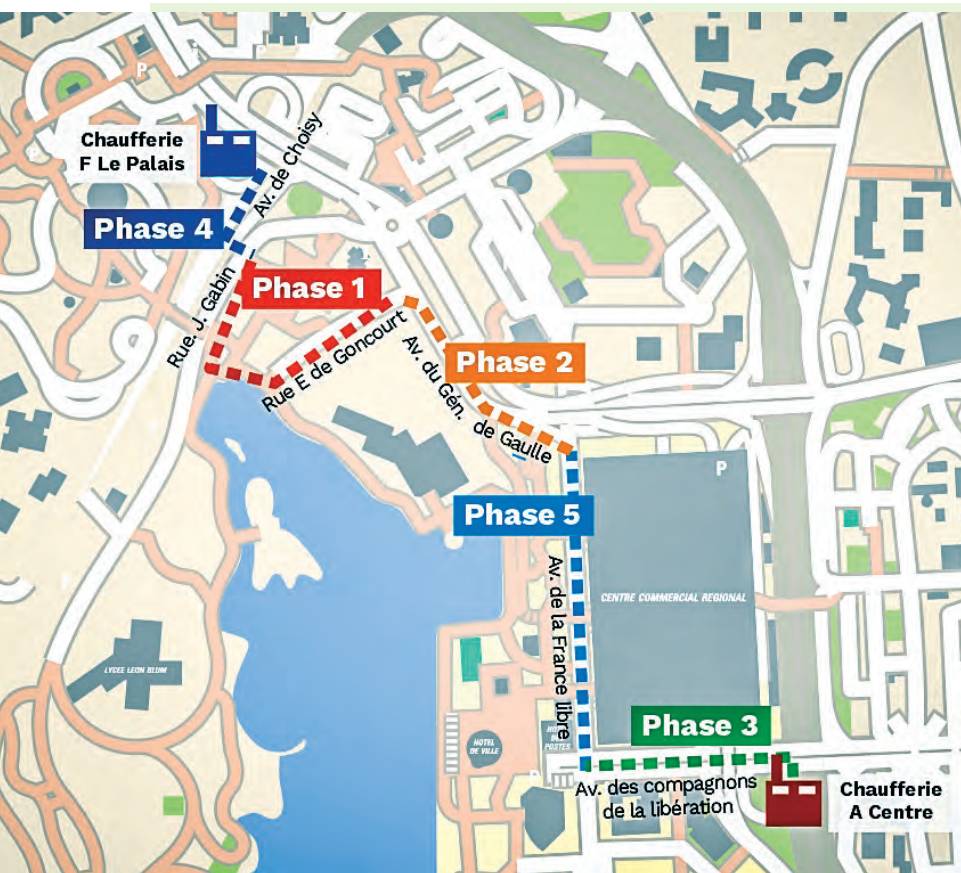 P
P
Chaufferie
F Le Palais
Av. de Choisy
Phase 4
Rue. J. Gabin
Phase 1
Rue E de Goncourt
Av. du Gén. de Gaulle
Phase 2
P
Phase 5
Av. de la France libre
CENTRE COMMERCIAL REGIONAL
LYCEE LEON BLUM
Phase 3
HOTEL
DE VILLE
POSTES
Av. des compagnons
de la libération
Chaufferie
A Centre